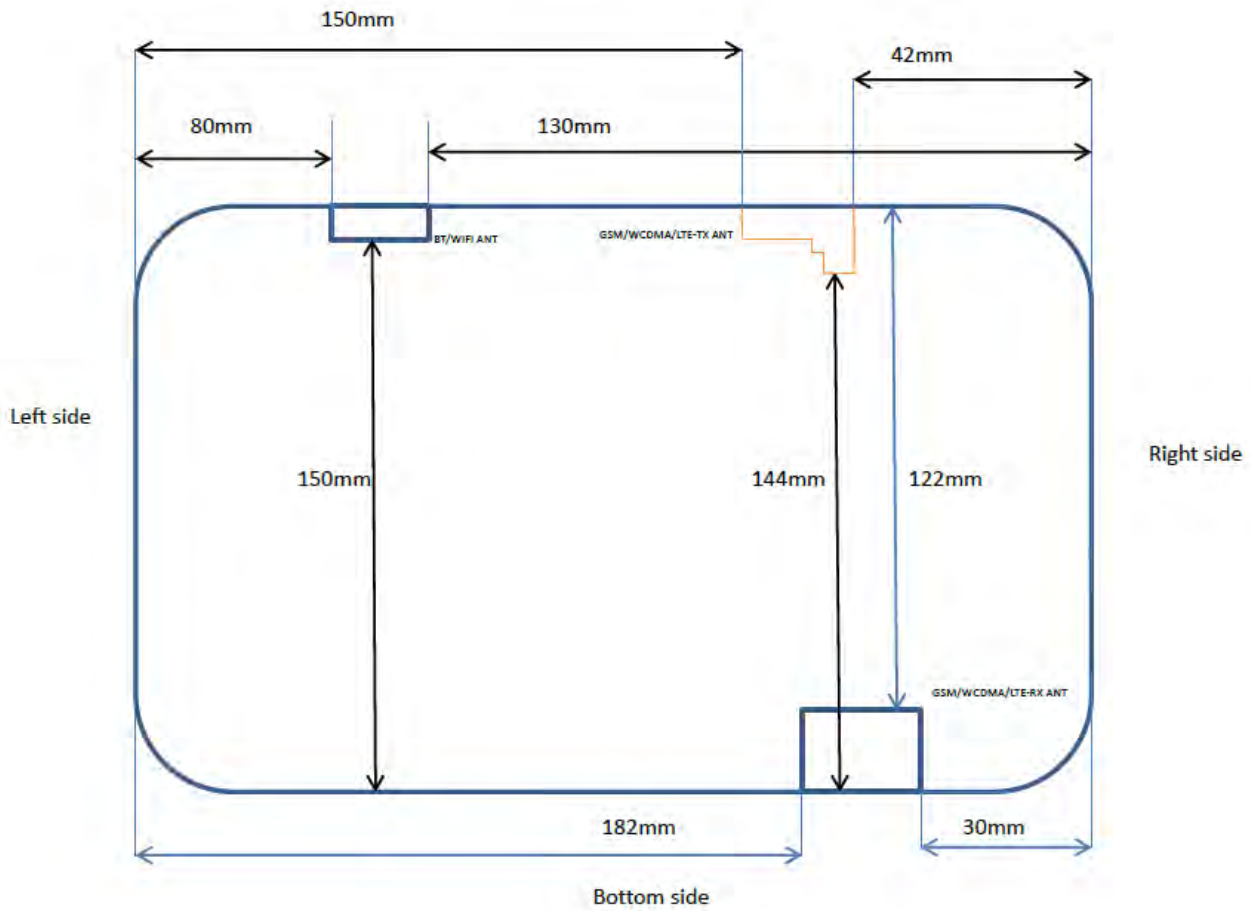 150mm
42mm
80mm
130mm
BT/WIFI ANT
GSM/WCDMA/LTE-TX ANT
Left side
Right side
150mm
144mm
122mm
GSM/WCDMA/LTE-RX ANT
182mm
30mm
Bottom side